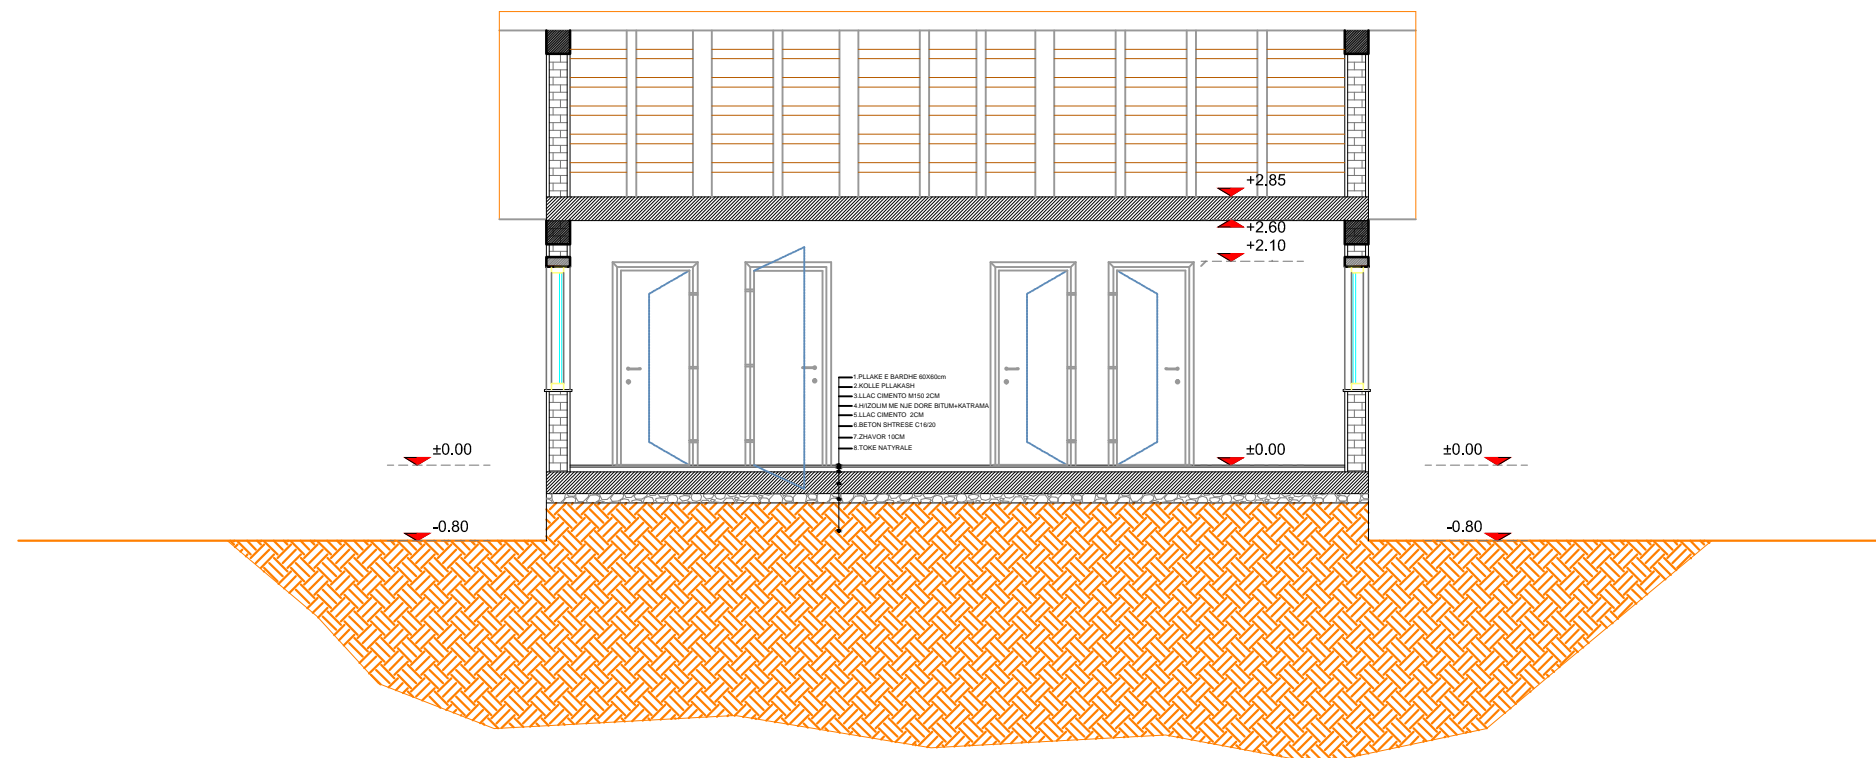 +2.85
+2.60
+2.10
1.PLLAKE E BARDHE 60X60cm
2.KOLLE PLLAKASH
3.LLAC CIMENTO M150 2CM
4.H/IZOLIM ME NJE DORE BITUM+KATRAMA
5.LLAC CIMENTO 2CM
6.BETON SHTRESE C16/20
7.ZHAVOR 10CM
8.TOKE NATYRALE
±0.00
±0.00
±0.00
-0.80
-0.80